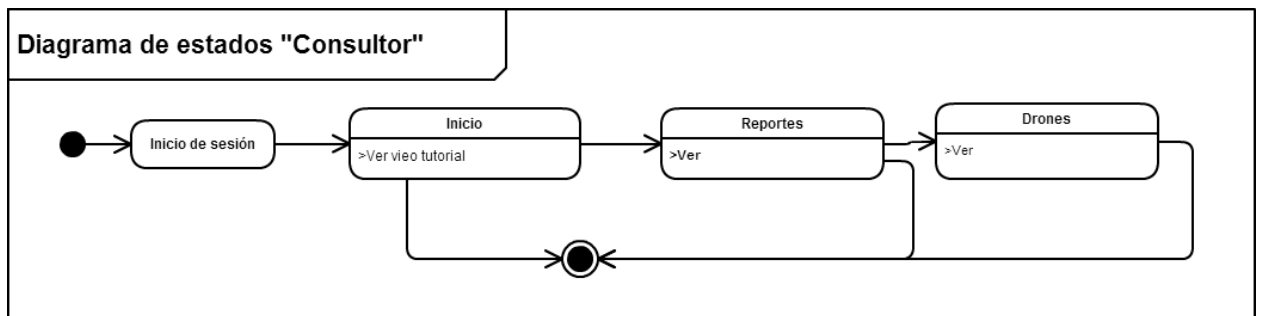 Diagrama de estados "Consultor"
Inicio de sesión
Inicio
>Ver vieo tutorial
Reportes
>Ver
Drones
>Ver